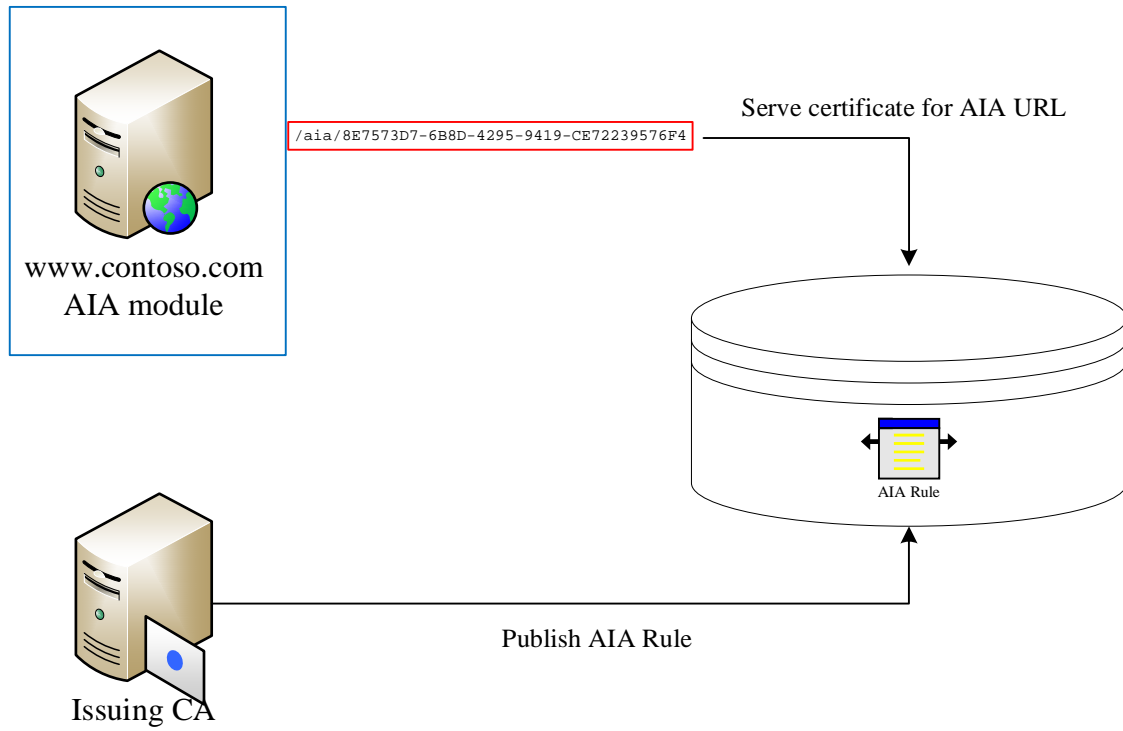 Serve certificate for AIA URL
/aia/8E7573D7-6B8D-4295-9419-CE72239576F4
www.contoso.com
AIA module
AIA Rule
Publish AIA Rule
Issuing CA